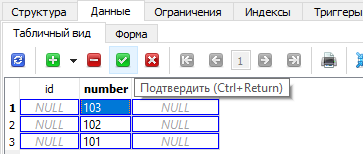 Структура Данные Ограничения Индексы Триггеры
Табличный вид Форма
1
id number
Подтвердить (Ctrl+Return)
1 NULL 103 NULL
2 NULL 102 NULL
3 NULL 101 NULL